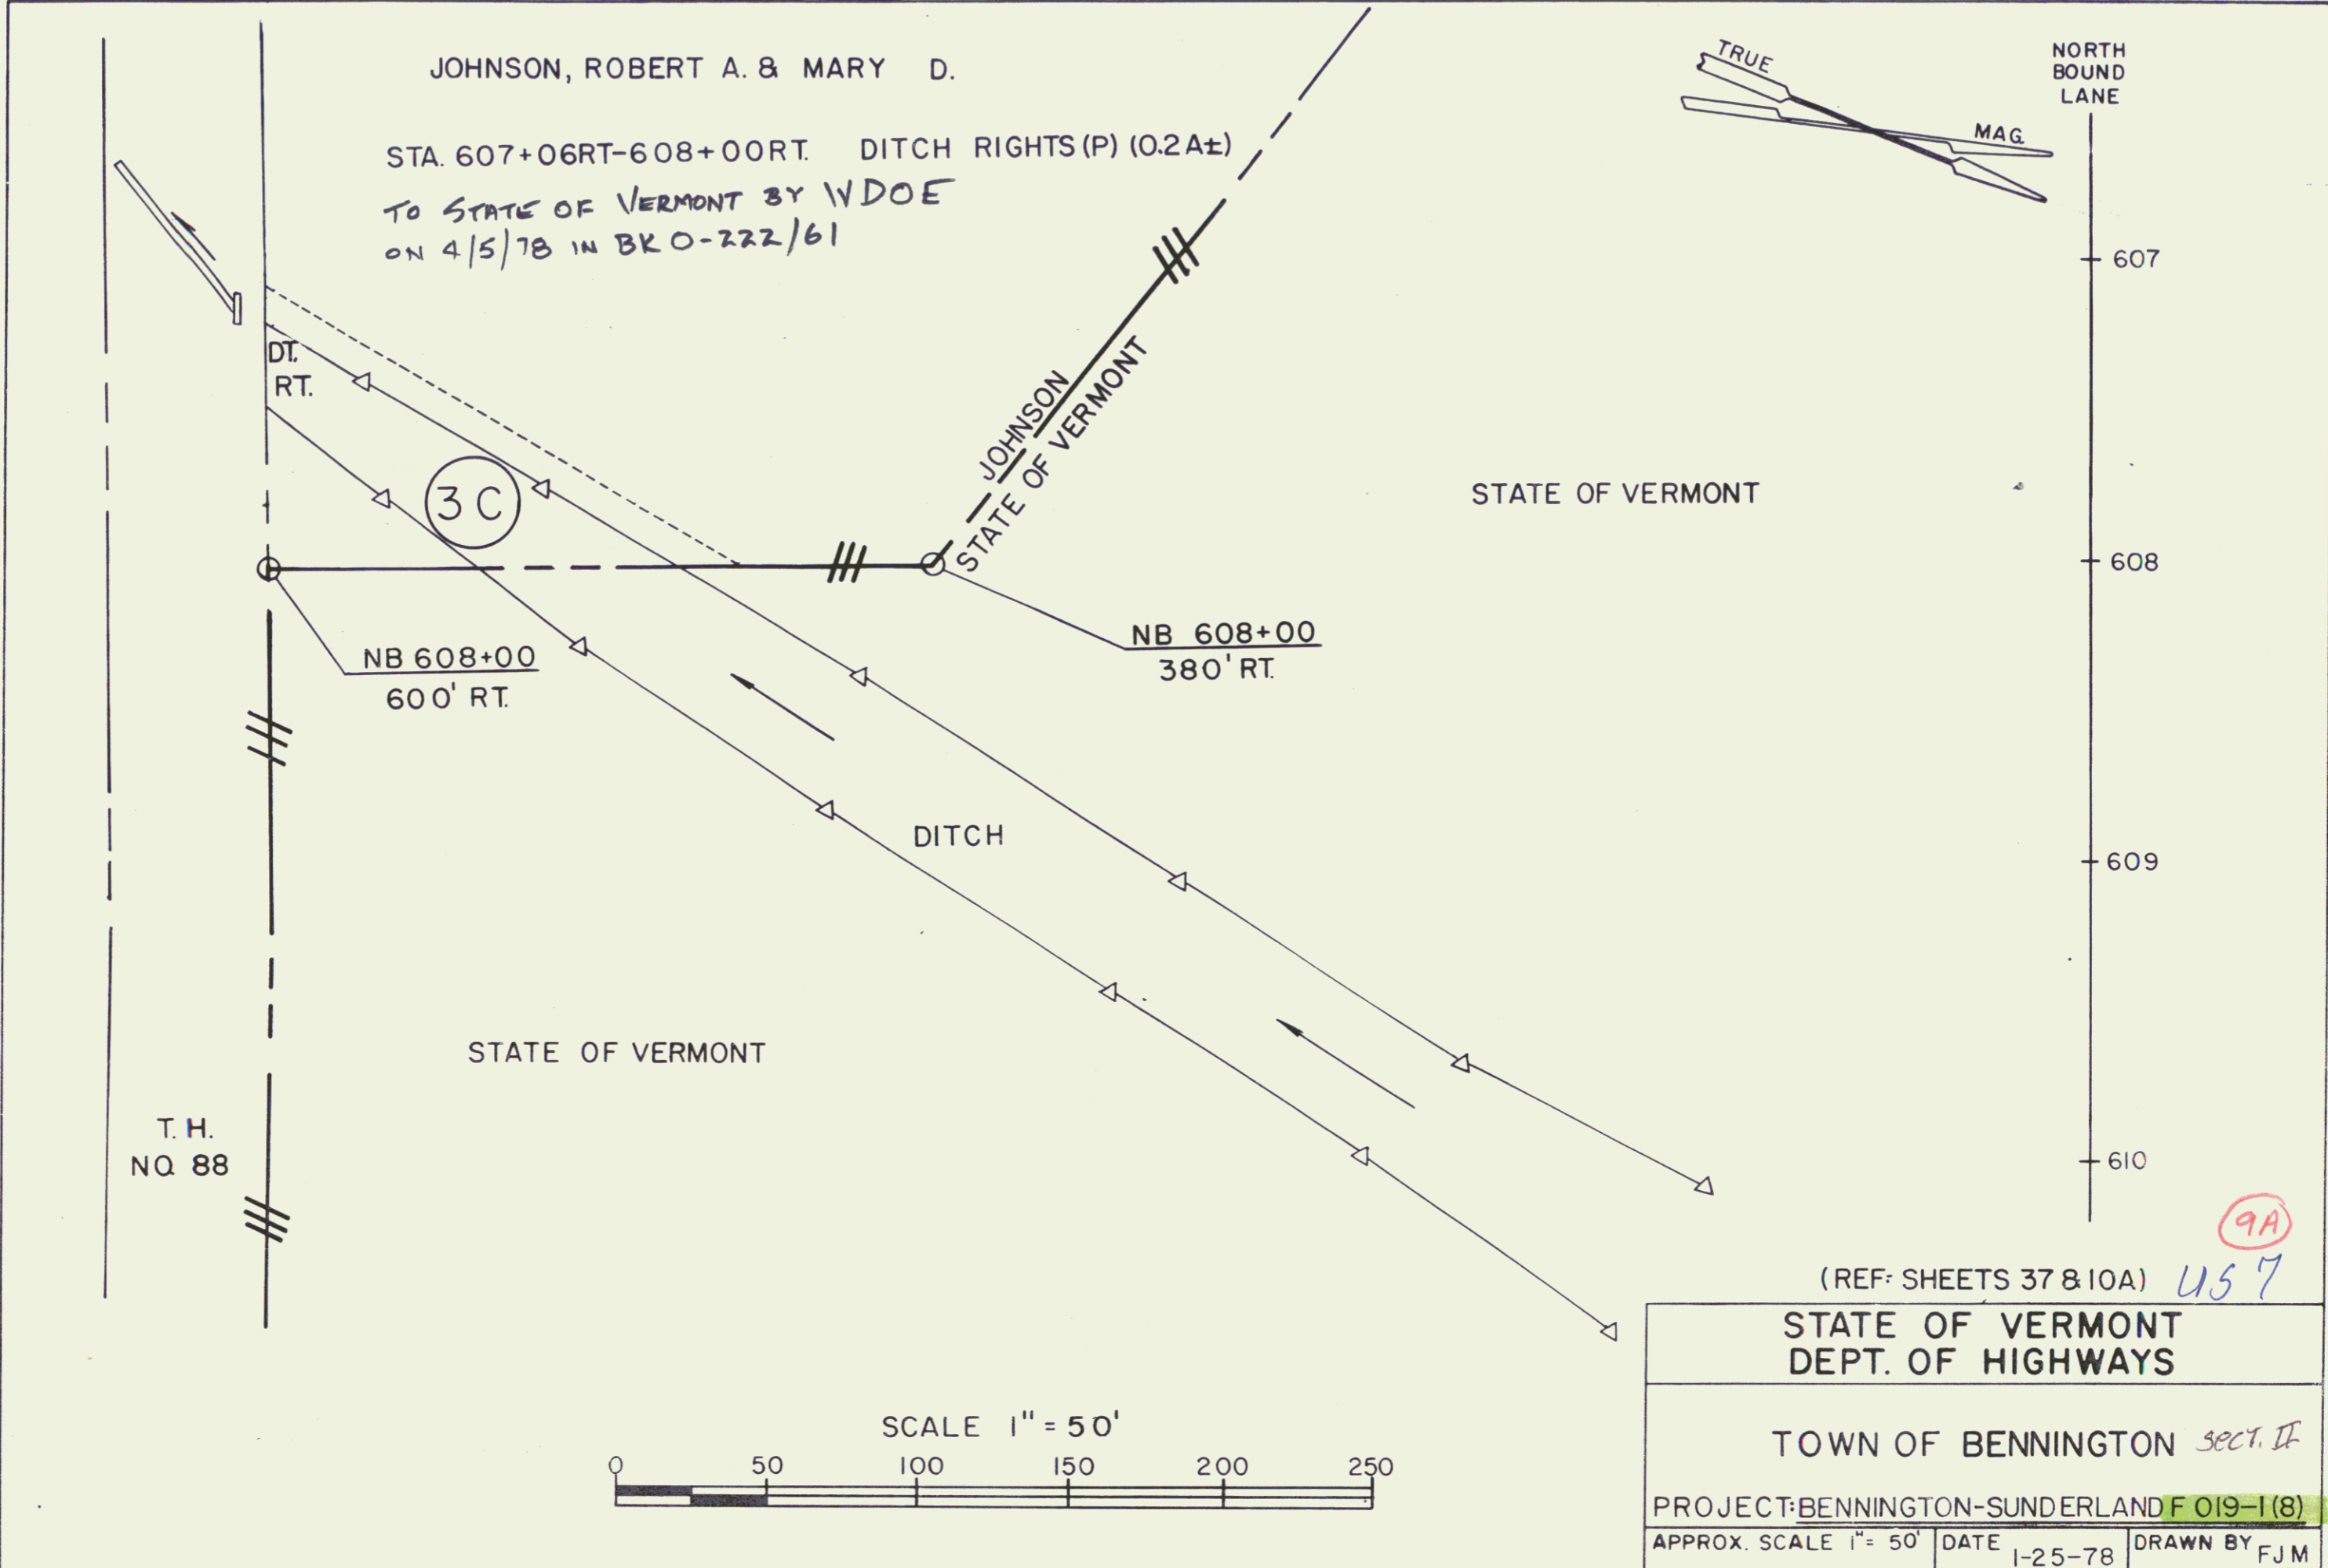 JOHNSON, ROBERT A. & MARY D.
STA. 607+06RT-608+00RT. DITCH RIGHTS (P) (0.2A±)
TO STATE OF VERMONT BY WDOE
ON 4/5/78 IN BK O-222/61
TRUE
MAG.
NORTH
BOUND
LANE
607
608
609
610
DT.
RT.
3C
JOHNSON
STATE OF VERMONT
STATE OF VERMONT
NB 608+00
600' RT.
NB 608+00
380' RT.
DITCH
STATE OF VERMONT
T. H.
NO. 88
9A
(REF: SHEETS 37 & 10A) US 7
STATE OF VERMONT
DEPT. OF HIGHWAYS
TOWN OF BENNINGTON SECT. II
PROJECT: BENNINGTON-SUNDERLAND F 019-1(8)
APPROX. SCALE 1"= 50' DATE 1-25-78 DRAWN BY FJM
SCALE 1" = 50'
0 50 100 150 200 250